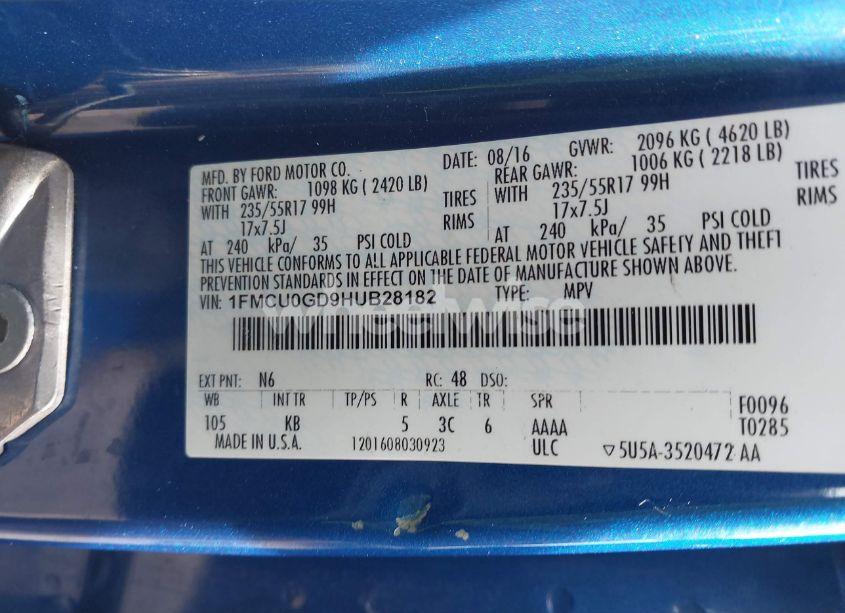 MFD. BY FORD MOTOR CO.
DATE: 08/16 GVWR: 2096 KG ( 4620 LB)
FRONT GAWR: 1098 KG ( 2420 LB)
REAR GAWR: 1006 KG ( 2218 LB)
WITH 235/55R17 99H TIRES
WITH 235/55R17 99H TIRES
17x7.5J RIMS
17x7.5J RIMS
AT 240 kPa/ 35 PSI COLD
AT 240 kPa/ 35 PSI COLD
THIS VEHICLE CONFORMS TO ALL APPLICABLE FEDERAL MOTOR VEHICLE SAFETY AND THEFT
PREVENTION STANDARDS IN EFFECT ON THE DATE OF MANUFACTURE SHOWN ABOVE.
VIN: 1FMCU0GD9HUB28182 TYPE: MPV
wheelwise
EXT PNT: N6 RC: 48 DSO:
WB INT TR TP/PS R AXLE TR SPR F0096
105 KB 5 3C 6 AAAA T0285
MADE IN U.S.A. 1201608030923 ULC ▽5U5A-3520472 AA